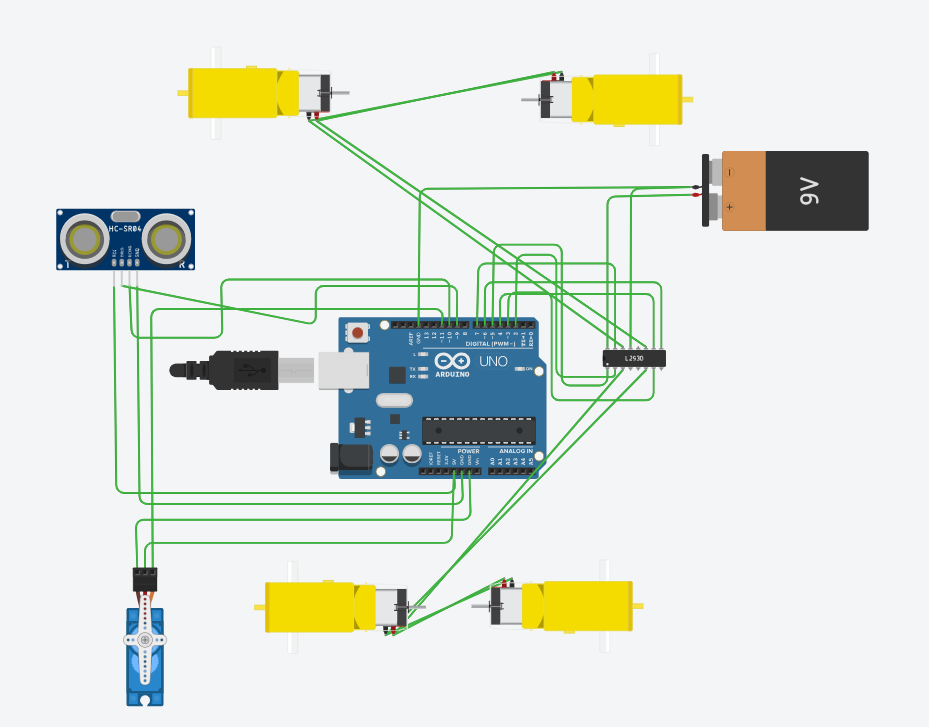 9V
−
+
HC-SR04
VCC
TRIG
ECHO
GND
T
R
AREF
GND
13
12
~11
~10
~9
8
7
~6
~5
4
~3
2
TX→1
RX←0
DIGITAL (PWM ~)
L
TX
RX
UNO
ARDUINO
ON
L293D
POWER
ANALOG IN
IOREF
RESET
3.3V
5V
GND
GND
Vin
A0
A1
A2
A3
A4
A5